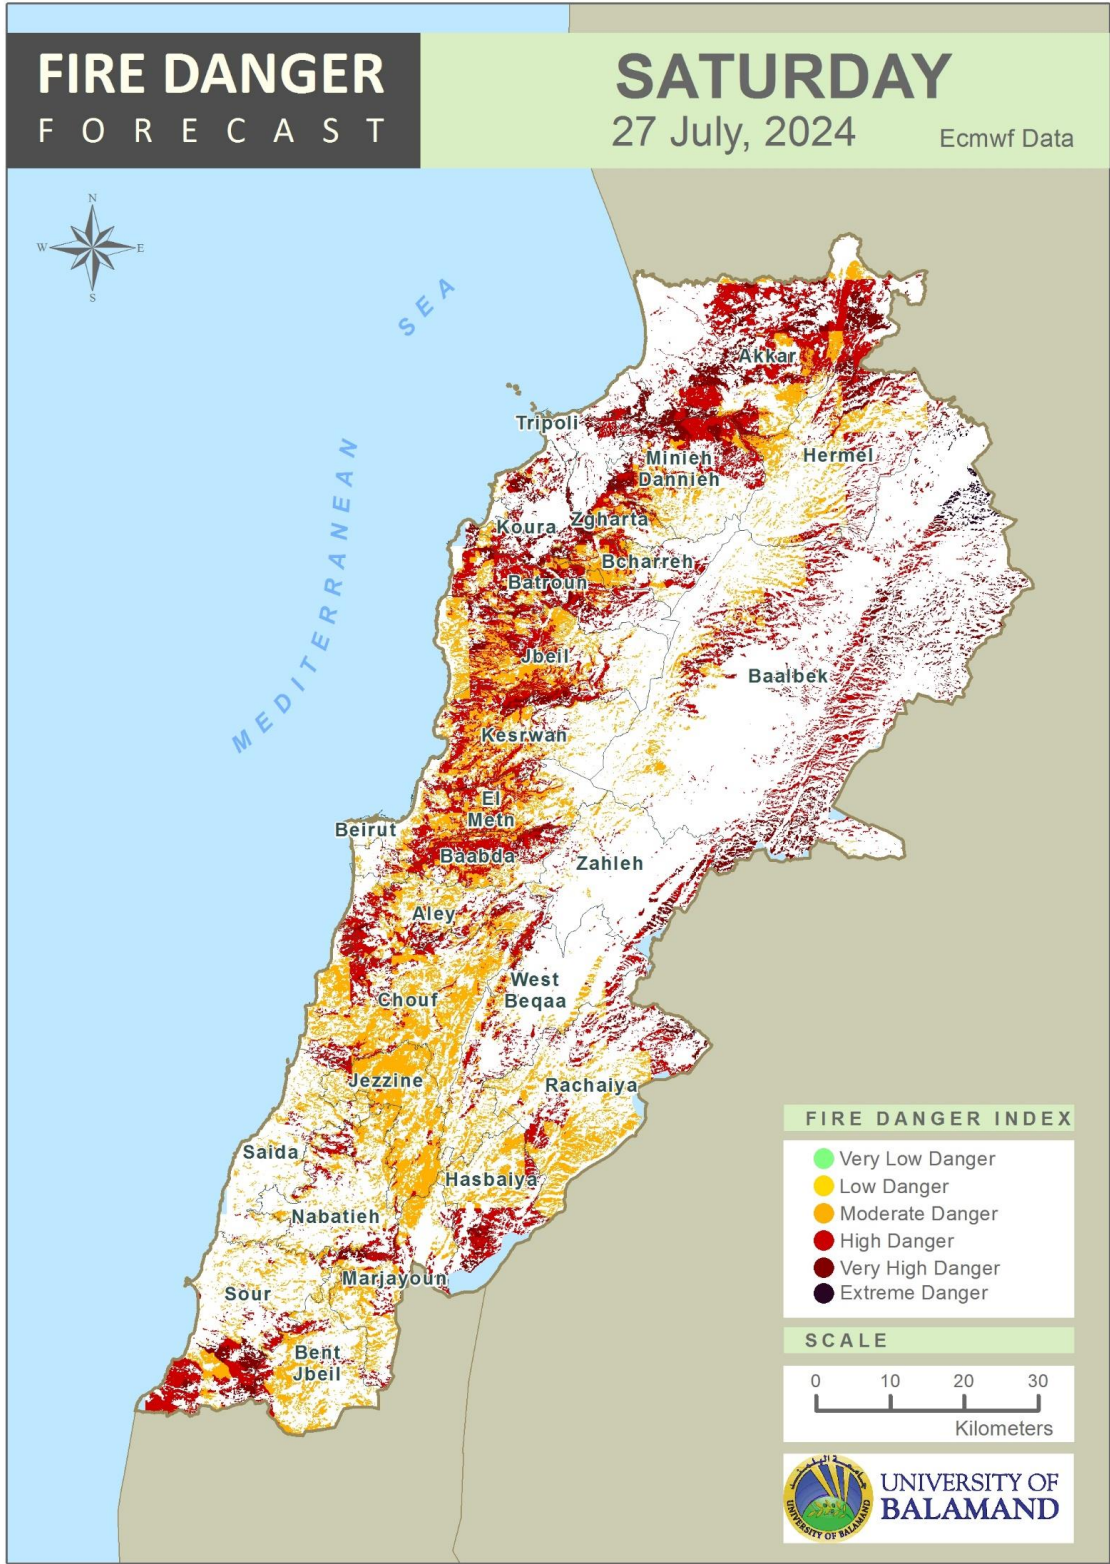 FIRE DANGER
FORECAST
SATURDAY
27 July, 2024
Ecmwf Data
N
W
E
S
MEDITERRANEAN
SEA
Akkar
Tripoli
Minieh
Dannieh
Hermel
Koura
Zgharta
Bcharreh
Batroun
Jbeil
Baalbek
Kesrwan
El
Metn
Beirut
Baabda
Zahleh
Aley
West
Beqaa
Chouf
Jezzine
Rachaiya
Saida
Hasbaiya
Nabatieh
Marjayoun
Sour
Bent
Jbeil
FIRE DANGER INDEX
Very Low Danger
Low Danger
Moderate Danger
High Danger
Very High Danger
Extreme Danger
SCALE
0 10 20 30
Kilometers
UNIVERSITY OF BALAMAND
UNIVERSITY OF
BALAMAND